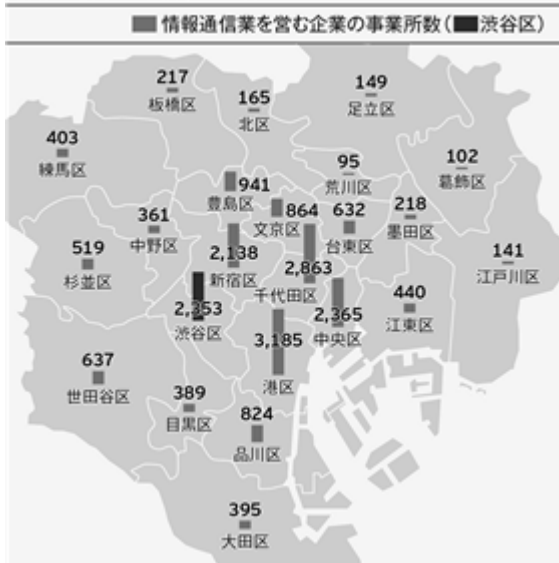 情報通信業を営む企業の事業所数(渋谷区)
217
板橋区
165
北区
149
足立区
403
練馬区
95
荒川区
102
葛飾区
941
豊島区
864
文京区
632
台東区
218
墨田区
361
中野区
519
杉並区
2,138
新宿区
2,863
千代田区
141
江戸川区
2,353
渋谷区
2,365
中央区
440
江東区
3,185
港区
637
世田谷区
389
目黒区
824
品川区
395
大田区